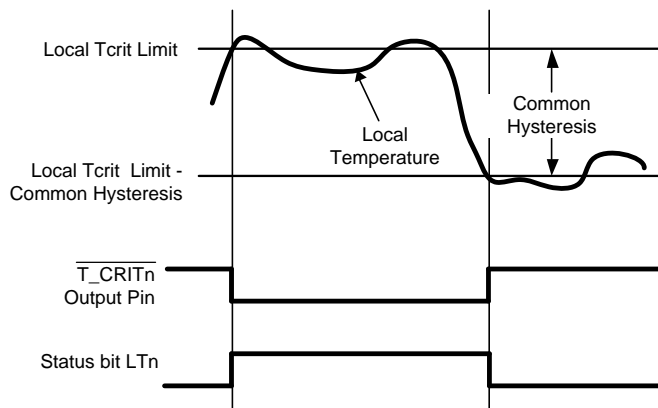 Local Tcrit Limit
Common
Hysteresis
Local
Temperature
Local Tcrit Limit -
Common Hysteresis
T_CRITn
Output Pin
Status bit LTn